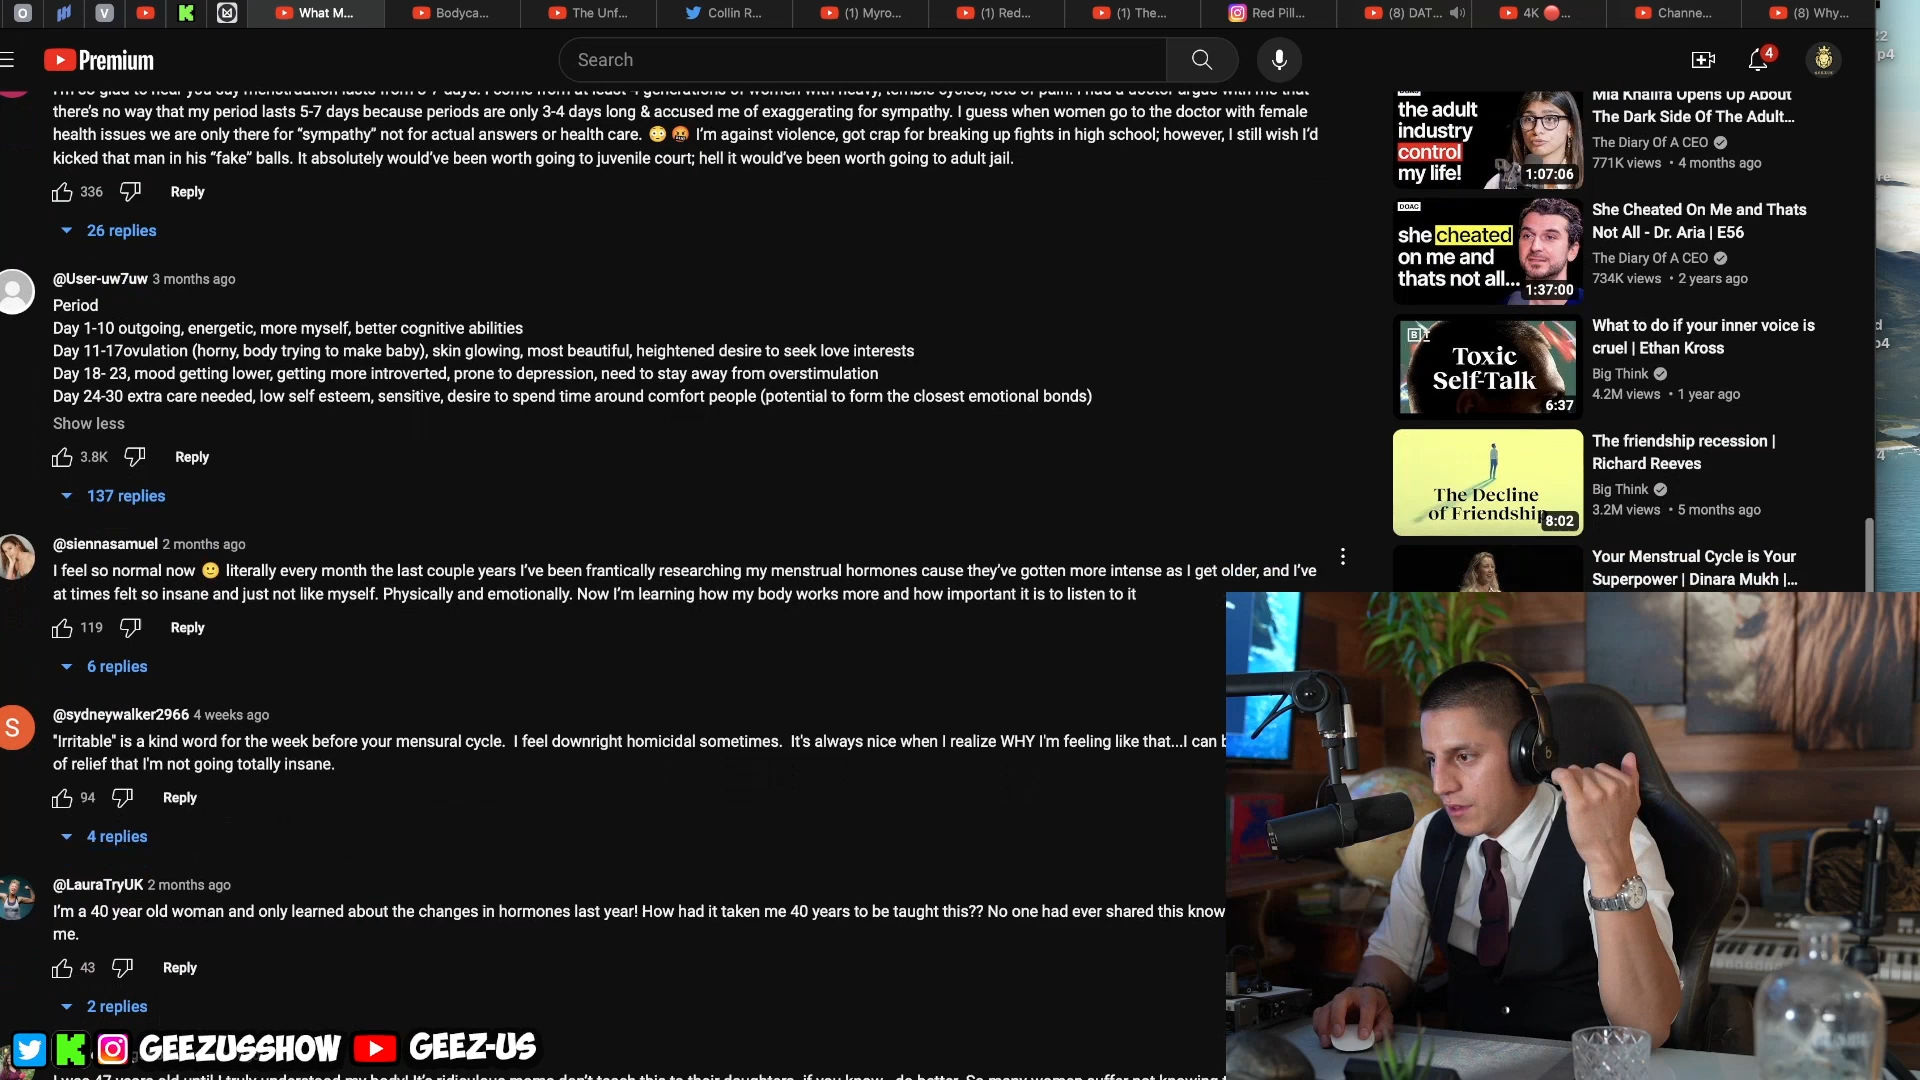 What M...
Bodyca...
The Unf...
Collin R...
(1) Myro...
(1) Red...
(1) The...
Red Pill...
(8) DAT...
4K 🔴...
Channe...
(8) Why...
Premium
Search
4
there's no way that my period lasts 5-7 days because periods are only 3-4 days long & accused me of exaggerating for sympathy. I guess when women go to the doctor with female
health issues we are only there for “sympathy” not for actual answers or health care. 😳 🤬 I'm against violence, got crap for breaking up fights in high school; however, I still wish I'd
kicked that man in his “fake” balls. It absolutely would've been worth going to juvenile court; hell it would've been worth going to adult jail.
336 Reply
26 replies
@User-uw7uw 3 months ago
Period
Day 1-10 outgoing, energetic, more myself, better cognitive abilities
Day 11-17ovulation (horny, body trying to make baby), skin glowing, most beautiful, heightened desire to seek love interests
Day 18- 23, mood getting lower, getting more introverted, prone to depression, need to stay away from overstimulation
Day 24-30 extra care needed, low self esteem, sensitive, desire to spend time around comfort people (potential to form the closest emotional bonds)
Show less
3.8K Reply
137 replies
@siennasamuel 2 months ago
I feel so normal now 🙂 literally every month the last couple years I've been frantically researching my menstrual hormones cause they've gotten more intense as I get older, and I've
at times felt so insane and just not like myself. Physically and emotionally. Now I'm learning how my body works more and how important it is to listen to it
119 Reply
6 replies
S
@sydneywalker2966 4 weeks ago
"Irritable" is a kind word for the week before your mensural cycle. I feel downright homicidal sometimes. It's always nice when I realize WHY I'm feeling like that...I can
of relief that I'm not going totally insane.
94 Reply
4 replies
@LauraTryUK 2 months ago
I'm a 40 year old woman and only learned about the changes in hormones last year! How had it taken me 40 years to be taught this?? No one had ever shared this know
me.
43 Reply
2 replies
GEEZUSSHOW GEEZ-US
the adult
industry
control
my life!
1:07:06
Mia Khalifa Opens Up About
The Dark Side Of The Adult...
The Diary Of A CEO
771K views • 4 months ago
DOAC
she cheated
on me and
thats not all...
1:37:00
She Cheated On Me and Thats
Not All - Dr. Aria | E56
The Diary Of A CEO
734K views • 2 years ago
Toxic
Self-Talk
6:37
What to do if your inner voice is
cruel | Ethan Kross
Big Think
4.2M views • 1 year ago
The Decline
of Friendship
8:02
The friendship recession |
Richard Reeves
Big Think
3.2M views • 5 months ago
Your Menstrual Cycle is Your
Superpower | Dinara Mukh |...